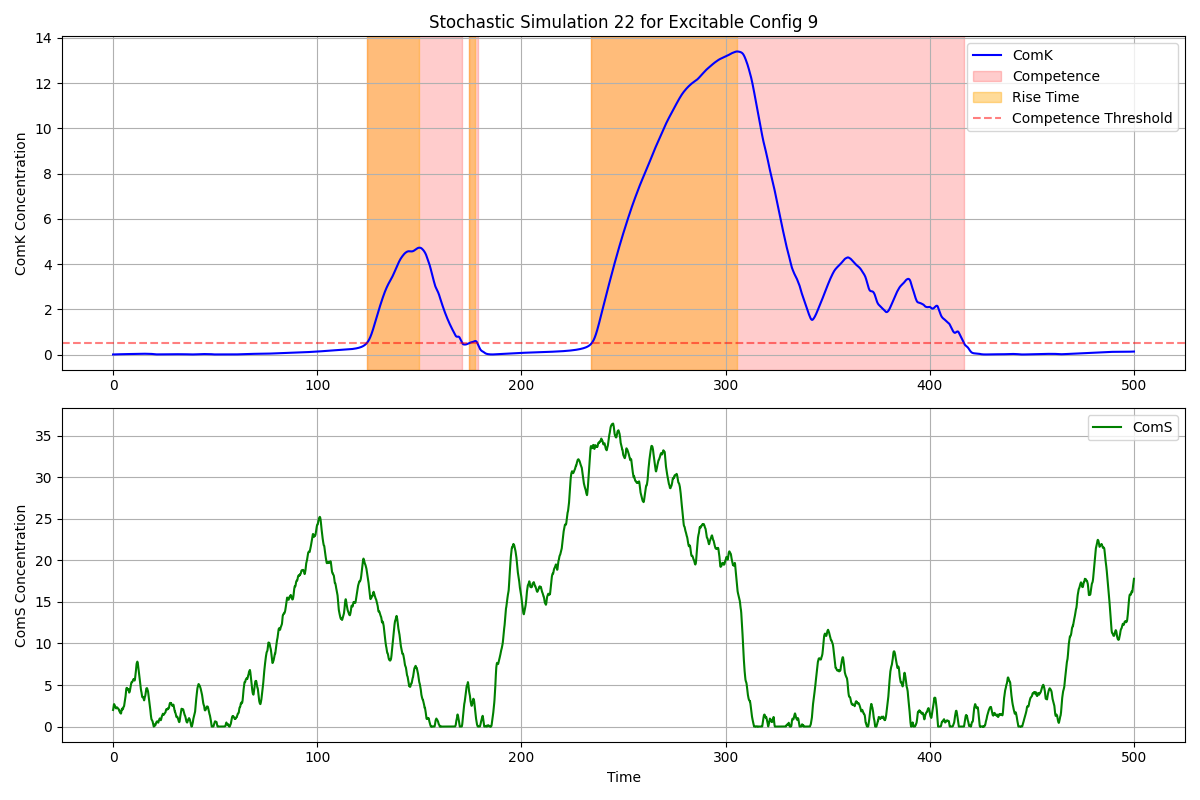 Stochastic Simulation 22 for Excitable Config 9
ComK Concentration
14
12
10
8
6
4
2
0
ComK
Competence
Rise Time
Competence Threshold
0 100 200 300 400 500
ComS Concentration
35
30
25
20
15
10
5
0
ComS
0 100 200 300 400 500
Time